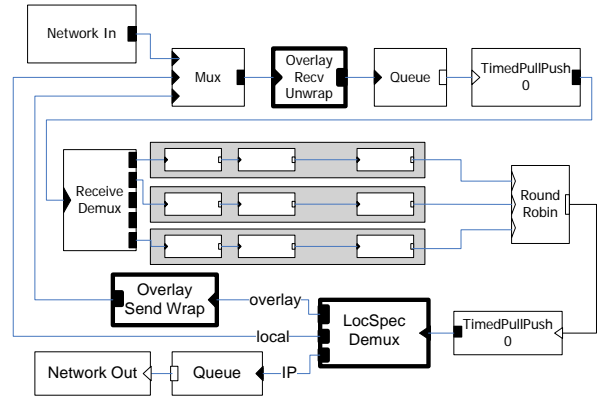 Network In
Mux
Overlay
Recv
Unwrap
Queue
TimedPullPush
0
Receive
Demux
Round
Robin
Overlay
Send Wrap
overlay
local
IP
LocSpec
Demux
TimedPullPush
0
Network Out
Queue